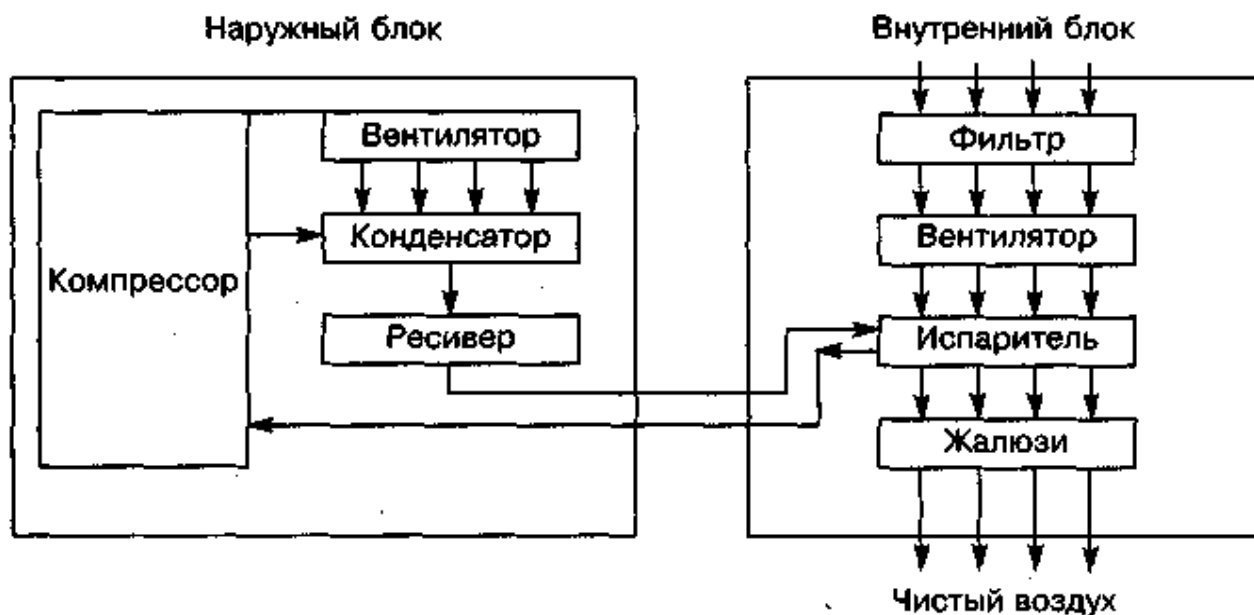 Наружный блок
Внутренний блок
Вентилятор
Фильтр
Конденсатор
Вентилятор
Компрессор
Ресивер
Испаритель
Жалюзи
Чистый воздух